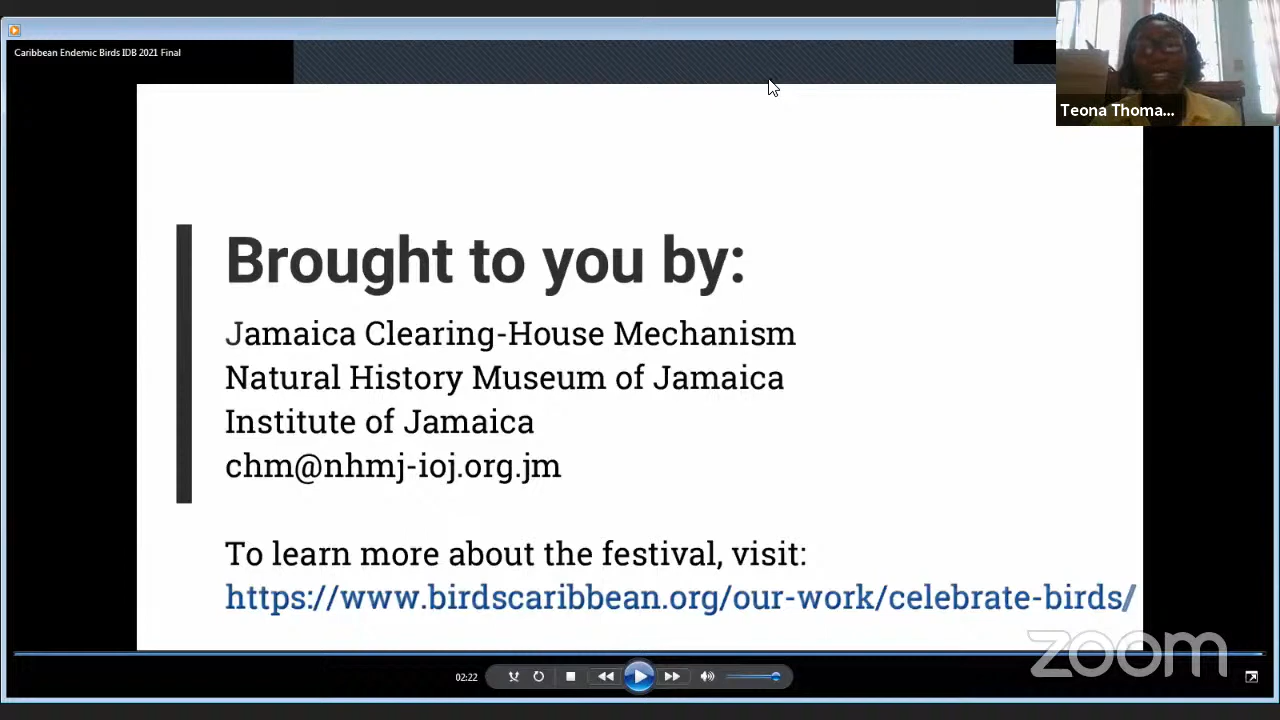 Caribbean Endemic Birds IDB 2021 Final
Teona Thoma...
Brought to you by:
Jamaica Clearing-House Mechanism
Natural History Museum of Jamaica
Institute of Jamaica
chm@nhmj-ioj.org.jm
To learn more about the festival, visit:
https://www.birdscaribbean.org/our-work/celebrate-birds/
zoom
02:22